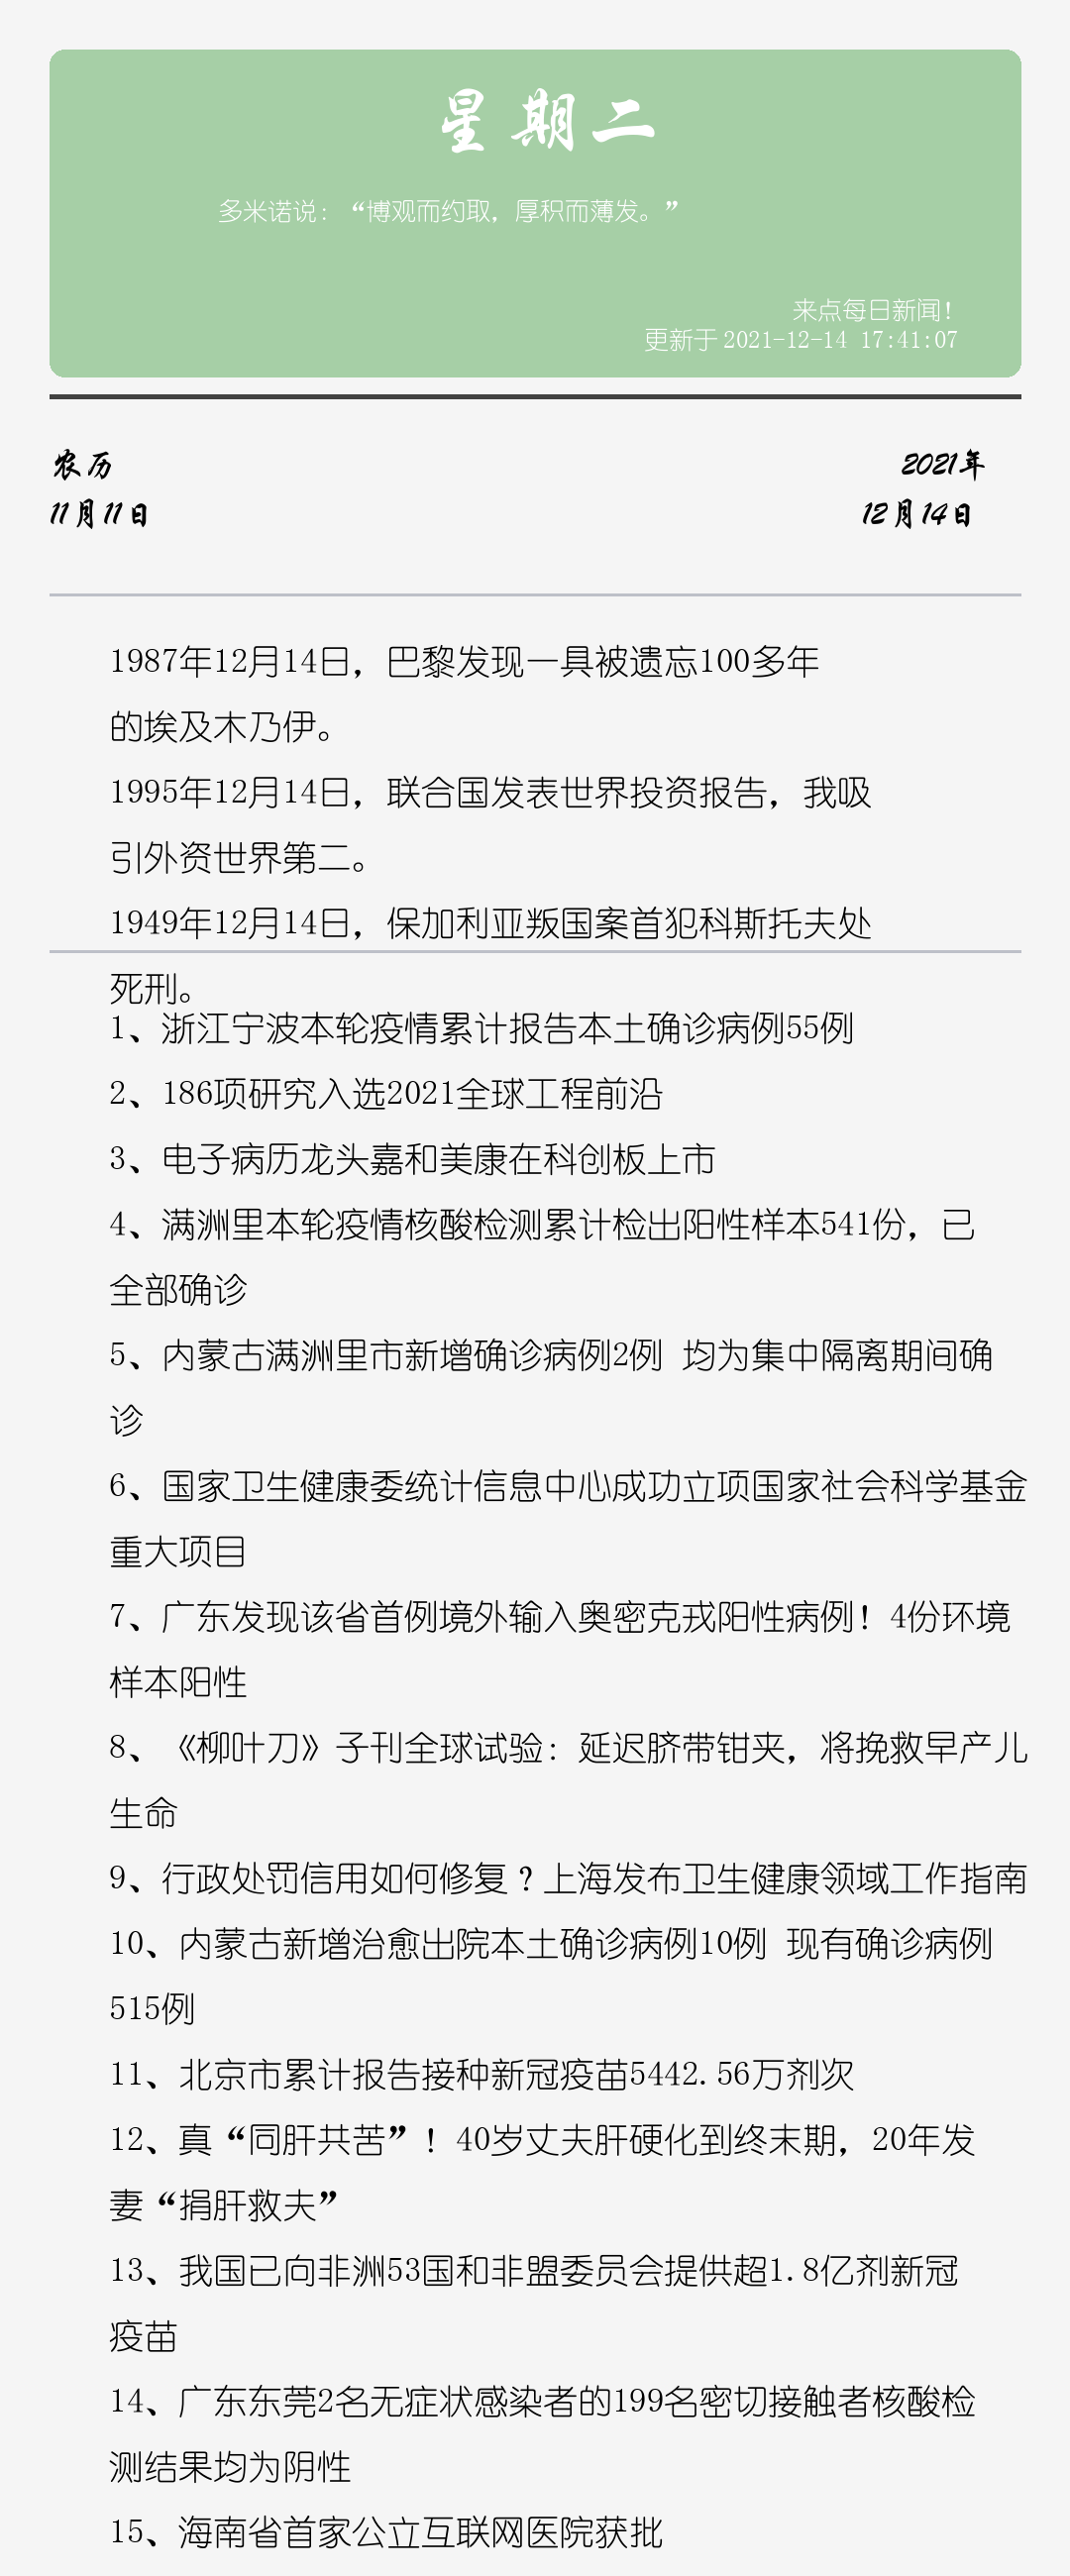 星期二
多米诺说：“博观而约取，厚积而薄发。”
来点每日新闻！
更新于 2021-12-14 17:41:07
农历
2021年
11月11日
12月14日
1987年12月14日，巴黎发现一具被遗忘100多年
的埃及木乃伊。
1995年12月14日，联合国发表世界投资报告，我吸
引外资世界第二。
1949年12月14日，保加利亚叛国案首犯科斯托夫处
死刑。
1、浙江宁波本轮疫情累计报告本土确诊病例55例
2、186项研究入选2021全球工程前沿
3、电子病历龙头嘉和美康在科创板上市
4、满洲里本轮疫情核酸检测累计检出阳性样本541份，已
全部确诊
5、内蒙古满洲里市新增确诊病例2例 均为集中隔离期间确
诊
6、国家卫生健康委统计信息中心成功立项国家社会科学基金
重大项目
7、广东发现该省首例境外输入奥密克戎阳性病例！4份环境
样本阳性
8、《柳叶刀》子刊全球试验：延迟脐带钳夹，将挽救早产儿
生命
9、行政处罚信用如何修复？上海发布卫生健康领域工作指南
10、内蒙古新增治愈出院本土确诊病例10例 现有确诊病例
515例
11、北京市累计报告接种新冠疫苗5442.56万剂次
12、真“同肝共苦”！40岁丈夫肝硬化到终末期，20年发
妻“捐肝救夫”
13、我国已向非洲53国和非盟委员会提供超1.8亿剂新冠
疫苗
14、广东东莞2名无症状感染者的199名密切接触者核酸检
测结果均为阴性
15、海南省首家公立互联网医院获批